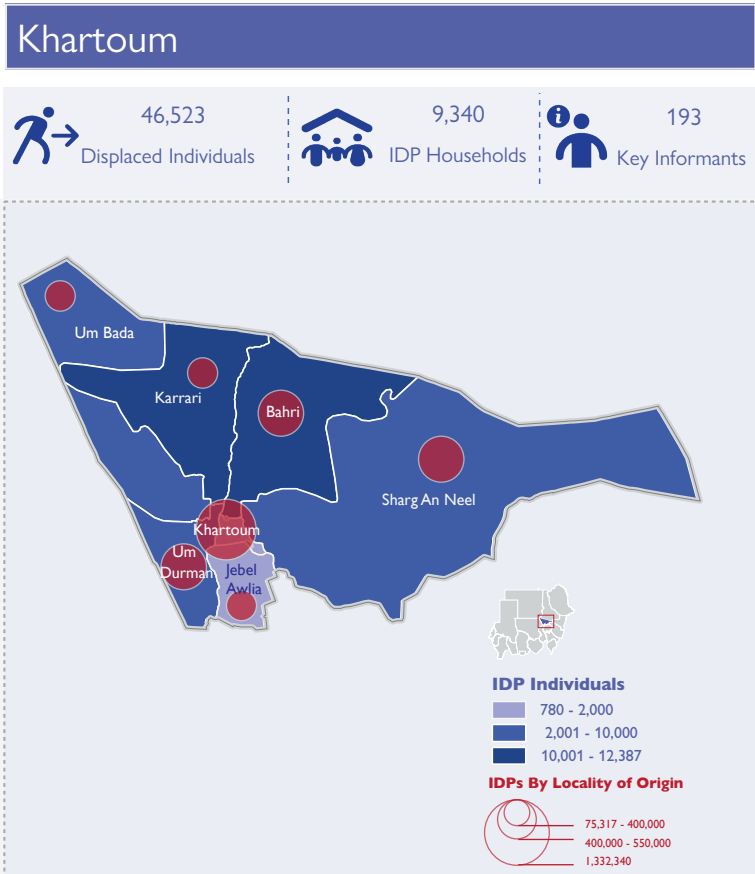 Khartoum
46,523
Displaced Individuals
9,340
IDP Households
i
193
Key Informants
Um Bada
Karrari
Bahri
Sharg An Neel
Khartoum
Um
Durman
Jebel
Awlia
IDP Individuals
780 - 2,000
2,001 - 10,000
10,001 - 12,387
IDPs By Locality of Origin
75,317 - 400,000
400,000 - 550,000
1,332,340